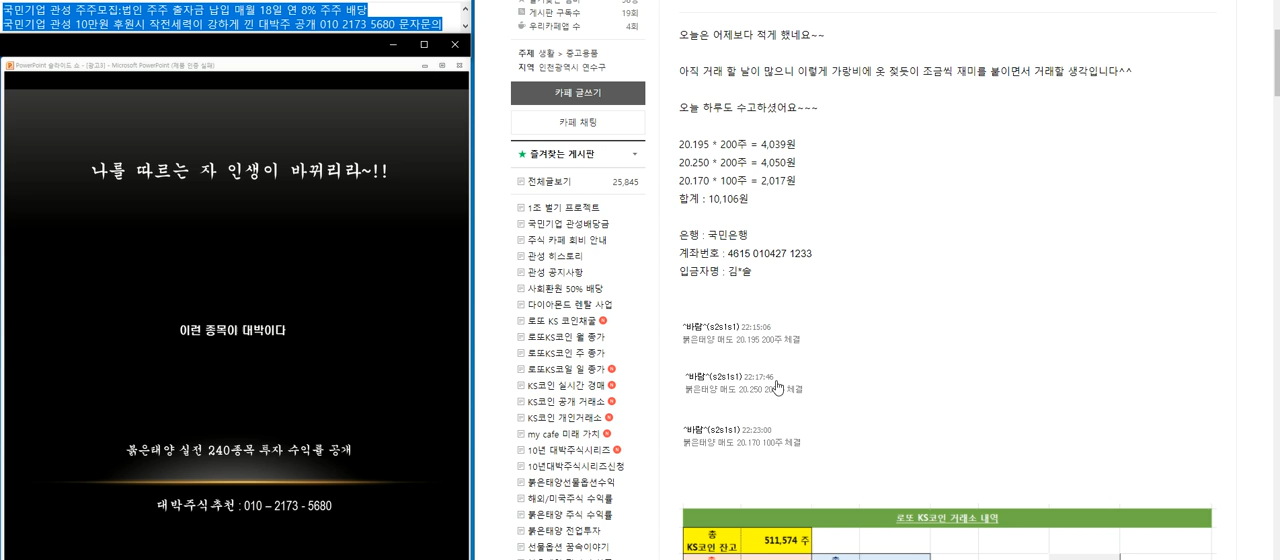 국민기업 관성 주주모집:법인 주주 출자금 납입 매월 18일 연 8% 주주 배당
국민기업 관성 10만원 후원시 작전세력이 강하게 낀 대박주 공개 010 2173 5680 문자문의
PowerPoint 슬라이드 쇼 - [광고3] - Microsoft PowerPoint (제품 인증 실패)
나를 따르는 자 인생이 바뀌리라~!!
이런 종목이 대박이다
붉은태양 실전 240종목 투자 수익률 공개
대박주식추천 : 010 – 2173 - 5680
게시판 구독수 19회
우리카페앱 수 4회
주제 생활 > 중고용품
지역 인천광역시 연수구
카페 글쓰기
카페 채팅
즐겨찾는 게시판
전체글보기 25,845
1조 벌기 프로젝트
국민기업 관성배당금
주식 카페 회비 안내
관성 히스토리
관성 공지사항
사회환원 50% 배당
다이아몬드 렌탈 사업
로또 KS 코인채굴 N
로또KS코인 월 종가
로또KS코인 주 종가
로또KS코일 일 종가 N
KS코인 실시간 경매 N
KS코인 공개 거래소 N
KS코인 개인거래소 N
my cafe 미래 가치 N
10년 대박주식시리즈 N
10년대박주식시리즈신청
붉은태양선물옵션수익
해외/미국주식 수익률
붉은태양 주식 수익률
붉은태양 전업투자
선물옵션 꿈속이야기
오늘은 어제보다 적게 했네요~~
아직 거래 할 날이 많으니 이렇게 가랑비에 옷 젖듯이 조금씩 재미를 붙이면서 거래할 생각입니다^^
오늘 하루도 수고하셨어요~~~
20.195 * 200주 = 4,039원
20.250 * 200주 = 4,050원
20.170 * 100주 = 2,017원
합계 : 10,106원
은행 : 국민은행
계좌번호 : 4615 010427 1233
입금자명 : 김*술
^바람^(s2s1s1) 22:15:06
붉은태양 매도 20.195 200주 체결
^바람^(s2s1s1) 22:17:46
붉은태양 매도 20.250 체결
^바람^(s2s1s1) 22:23:00
붉은태양 매도 20.170 100주 체결
로또 KS코인 거래소 내역
총
KS코인 잔고 511,574 주